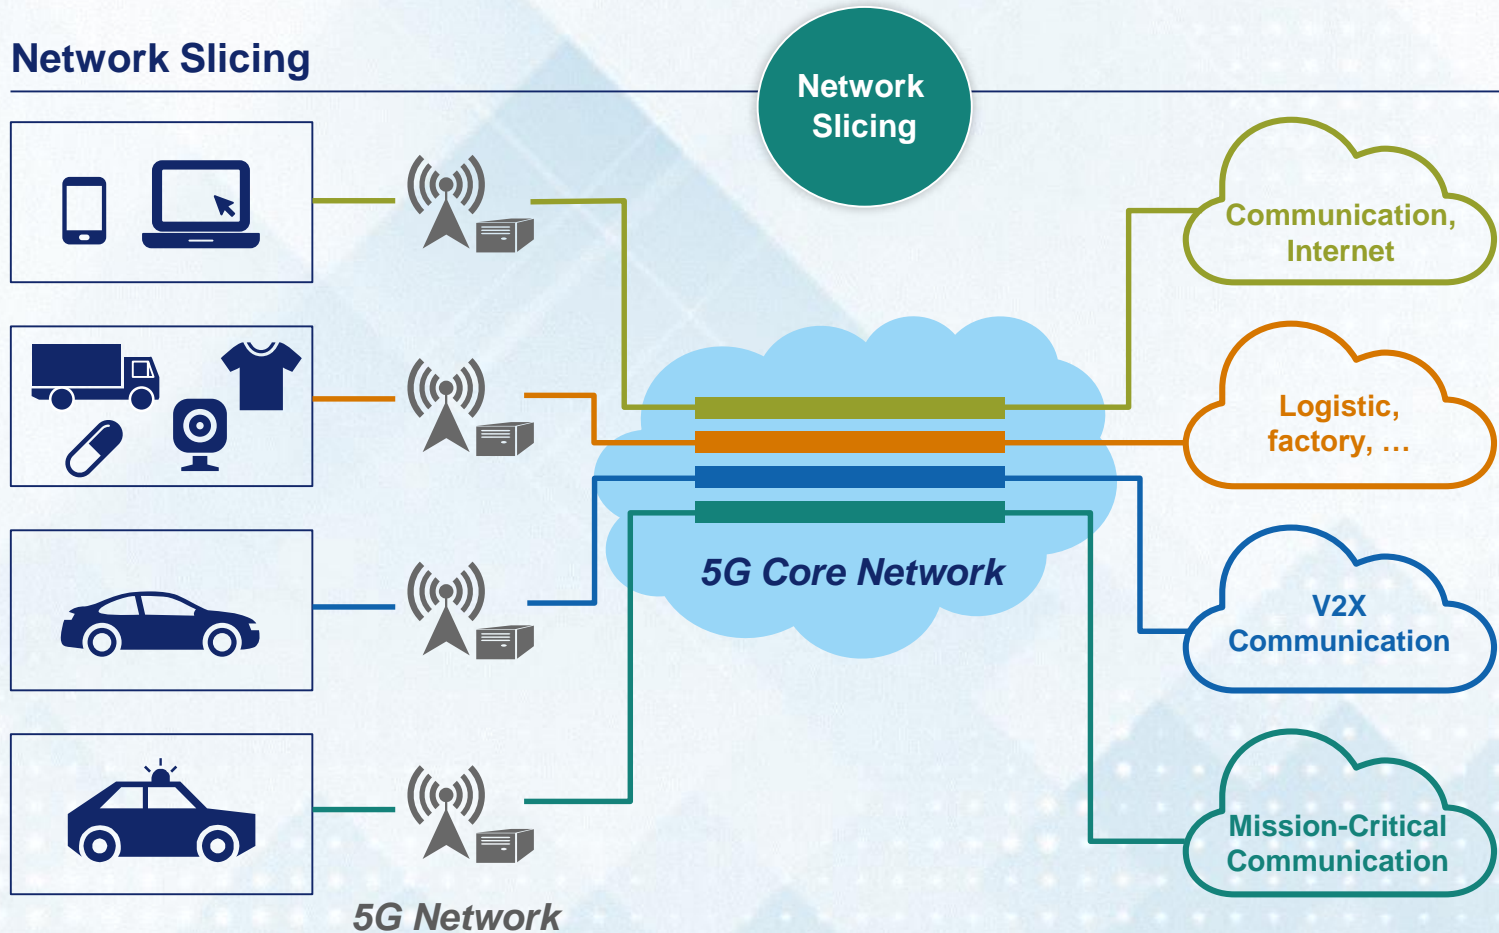 Network Slicing
Network
Slicing
Communication,
Internet
Logistic,
factory, …
5G Core Network
V2X
Communication
Mission-Critical
Communication
5G Network